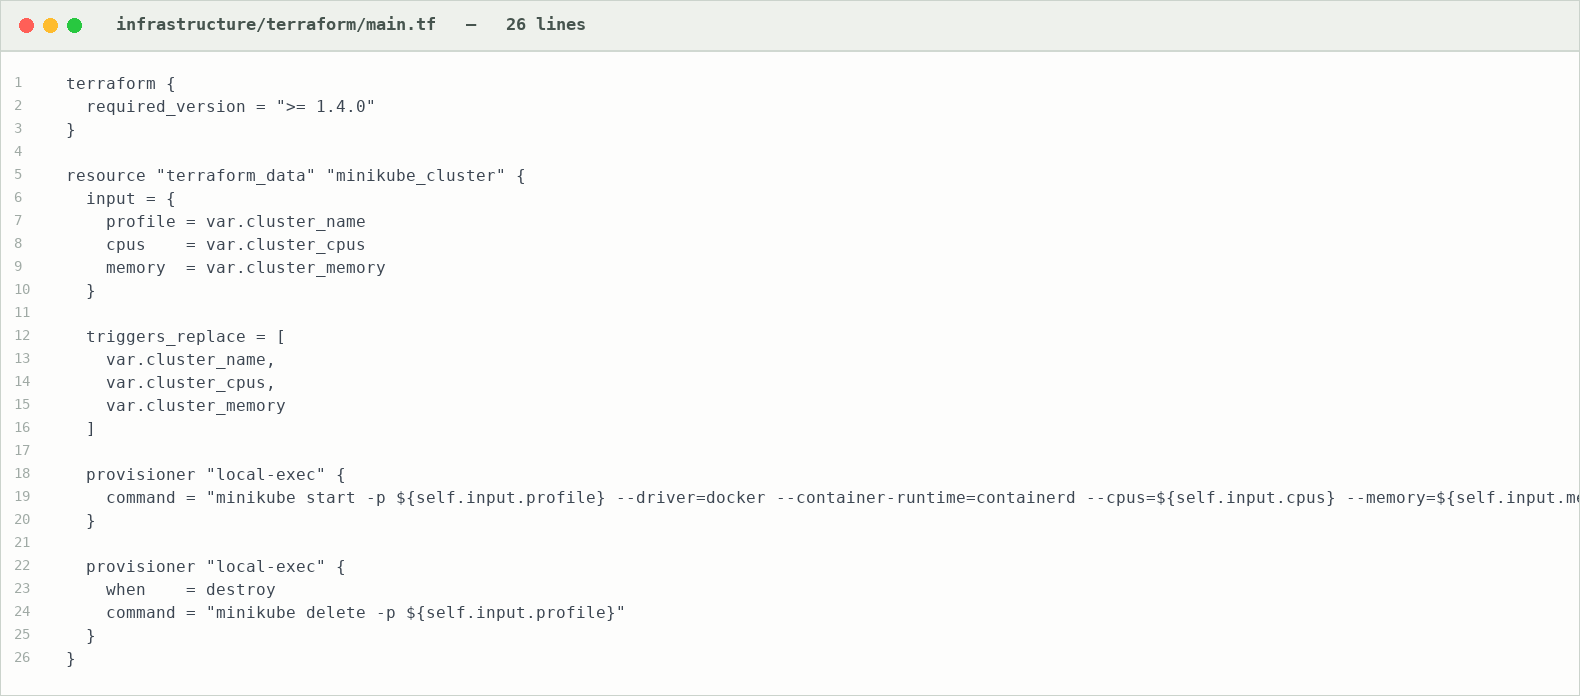 infrastructure/terraform/main.tf — 26 lines
1 terraform {
2   required_version = ">= 1.4.0"
3 }
4
5 resource "terraform_data" "minikube_cluster" {
6   input = {
7     profile = var.cluster_name
8     cpus    = var.cluster_cpus
9     memory  = var.cluster_memory
10   }
11
12   triggers_replace = [
13     var.cluster_name,
14     var.cluster_cpus,
15     var.cluster_memory
16   ]
17
18   provisioner "local-exec" {
19     command = "minikube start -p ${self.input.profile} --driver=docker --container-runtime=containerd --cpus=${self.input.cpus} --memory=${self.input.
20   }
21
22   provisioner "local-exec" {
23     when    = destroy
24     command = "minikube delete -p ${self.input.profile}"
25   }
26 }